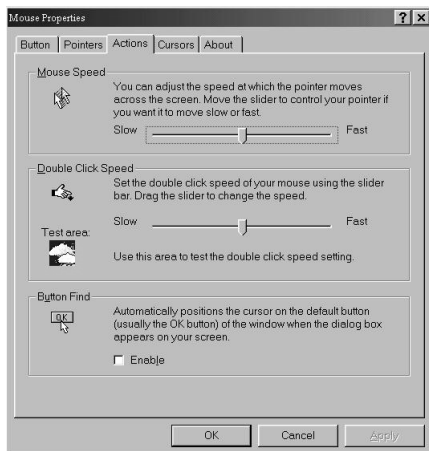 Mouse Properties
? ×
Button Pointers Actions Cursors About
Mouse Speed
You can adjust the speed at which the pointer moves
across the screen. Move the slider to control your pointer if
you want it to move slow or fast.
Slow Fast
Double Click Speed
Set the double click speed of your mouse using the slider
bar. Drag the slider to change the speed.
Slow Fast
Test area:
Use this area to test the double click speed setting.
Button Find
Automatically positions the cursor on the default button
(usually the OK button) of the window when the dialog box
appears on your screen.
OK
Enable
OK Cancel Apply